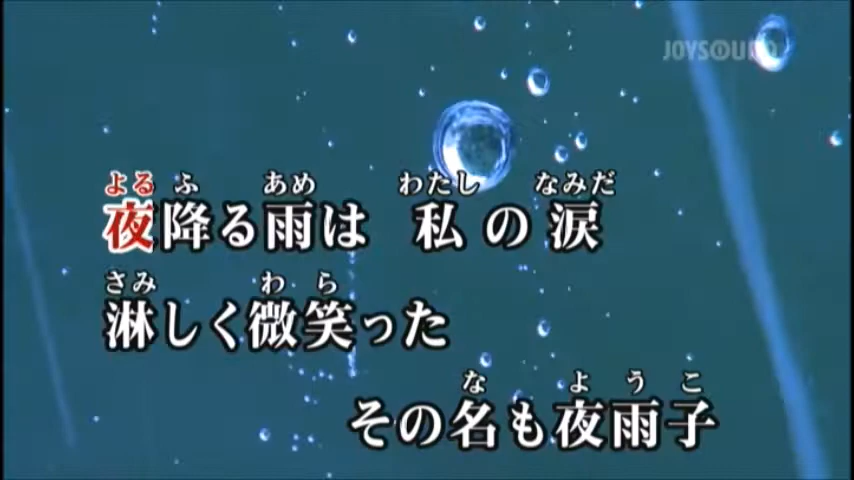 JOYSOUND
よる ふ あめ わたし なみだ
夜降る雨は 私の涙
さみ わ ら
淋しく微笑った
な よ う こ
その名も夜雨子